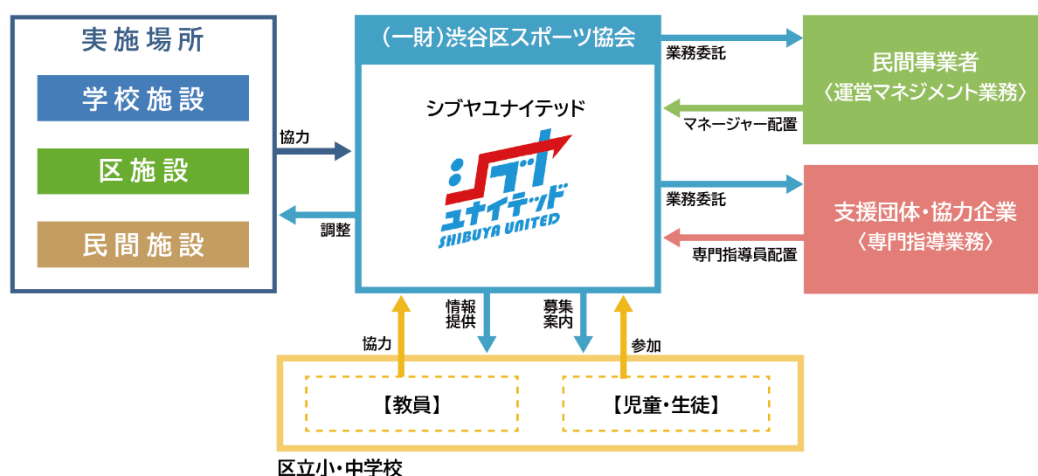 実施場所
学校施設
区施設
民間施設
協力
調整
(一財)渋谷区スポーツ協会
シブヤユナイテッド
シブヤ
ユナイテッド
SHIBUYA UNITED
業務委託
マネージャー配置
業務委託
専門指導員配置
民間事業者
〈運営マネジメント業務〉
支援団体・協力企業
〈専門指導業務〉
協力
情報
提供
募集
案内
参加
【教員】
【児童・生徒】
区立小・中学校